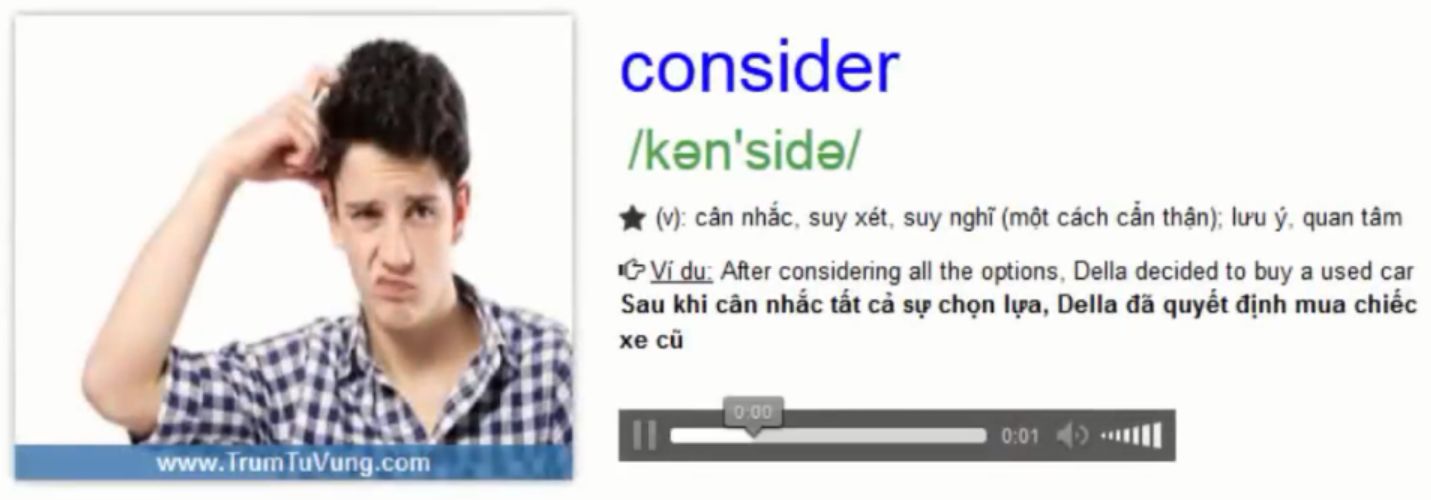 consider
/kən'sidə/
★ (v): cân nhắc, suy xét, suy nghĩ (một cách cẩn thận); lưu ý, quan tâm
Ví dụ: After considering all the options, Della decided to buy a used car
Sau khi cân nhắc tất cả sự chọn lựa, Della đã quyết định mua chiếc
xe cũ
0:00
0:01
www.TrumTuVung.com